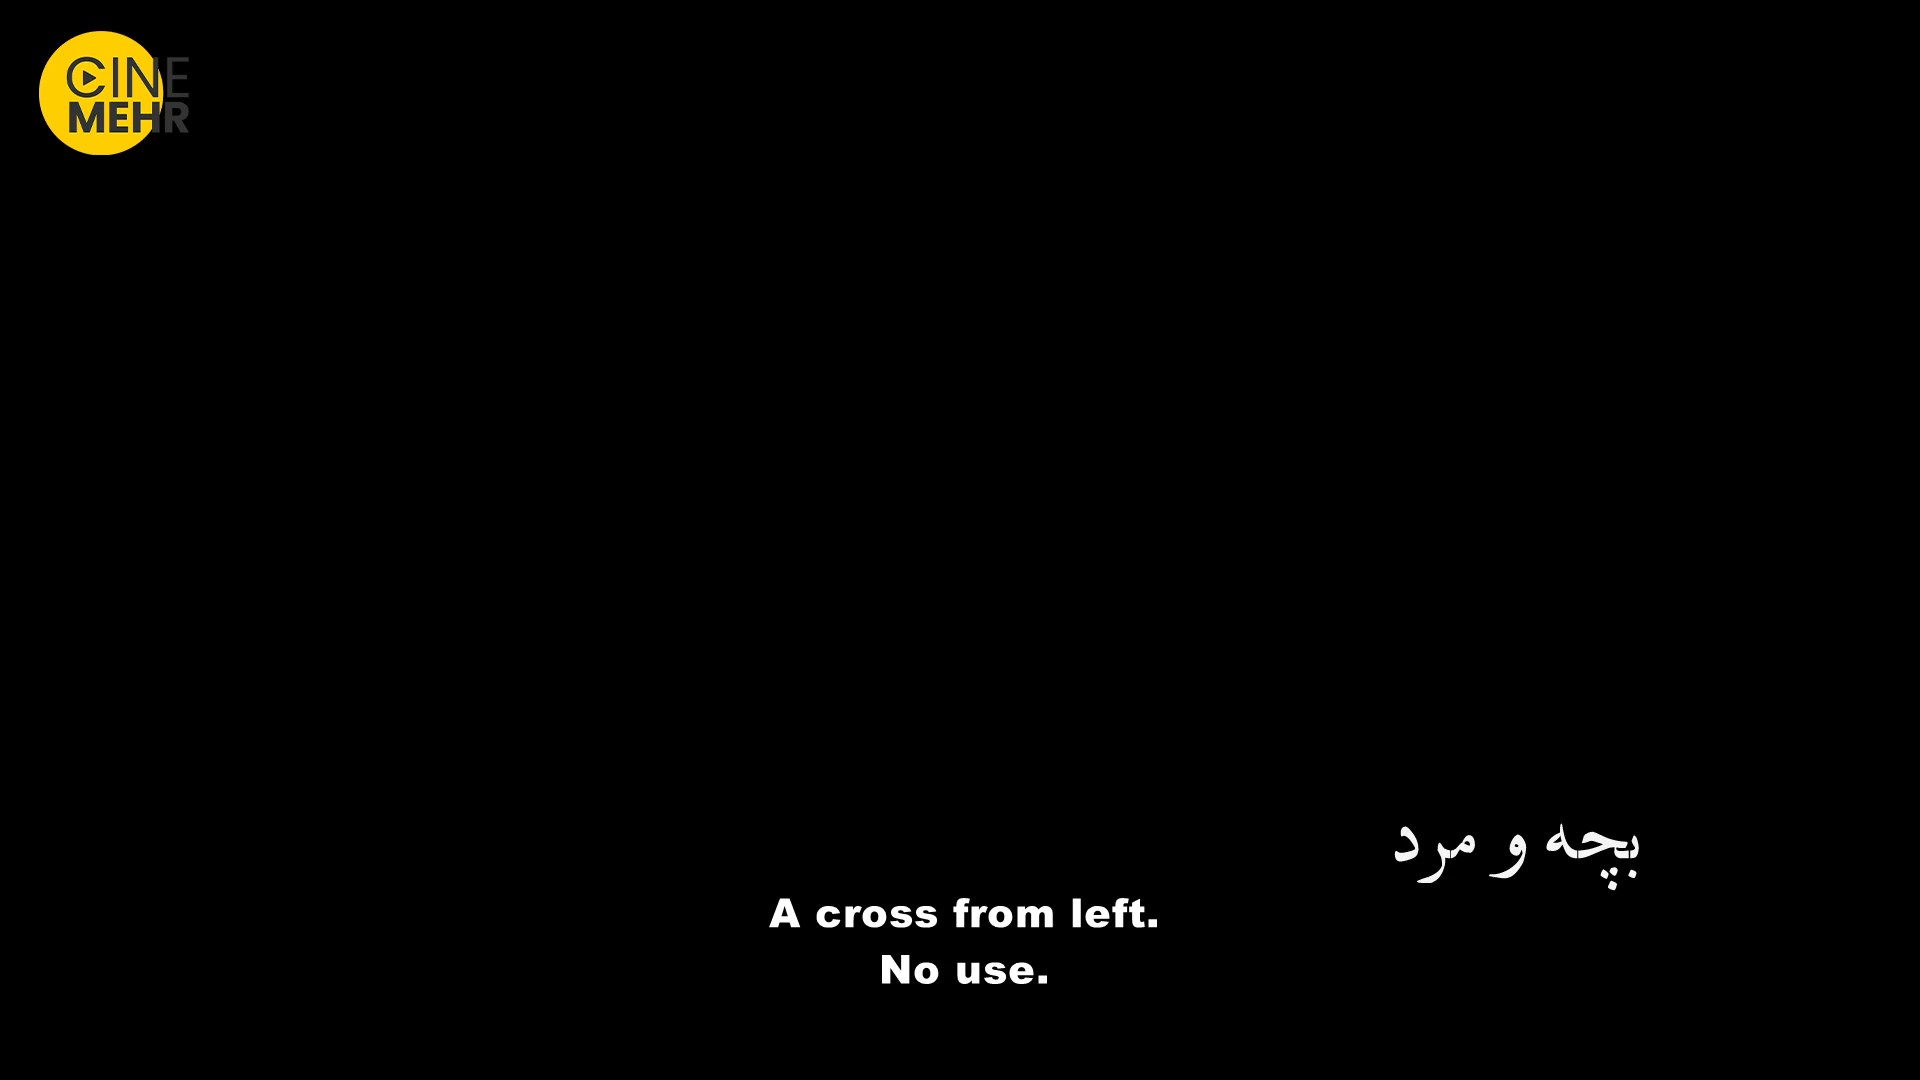 CINE
MEHR
بچه و مرد
A cross from left.
No use.